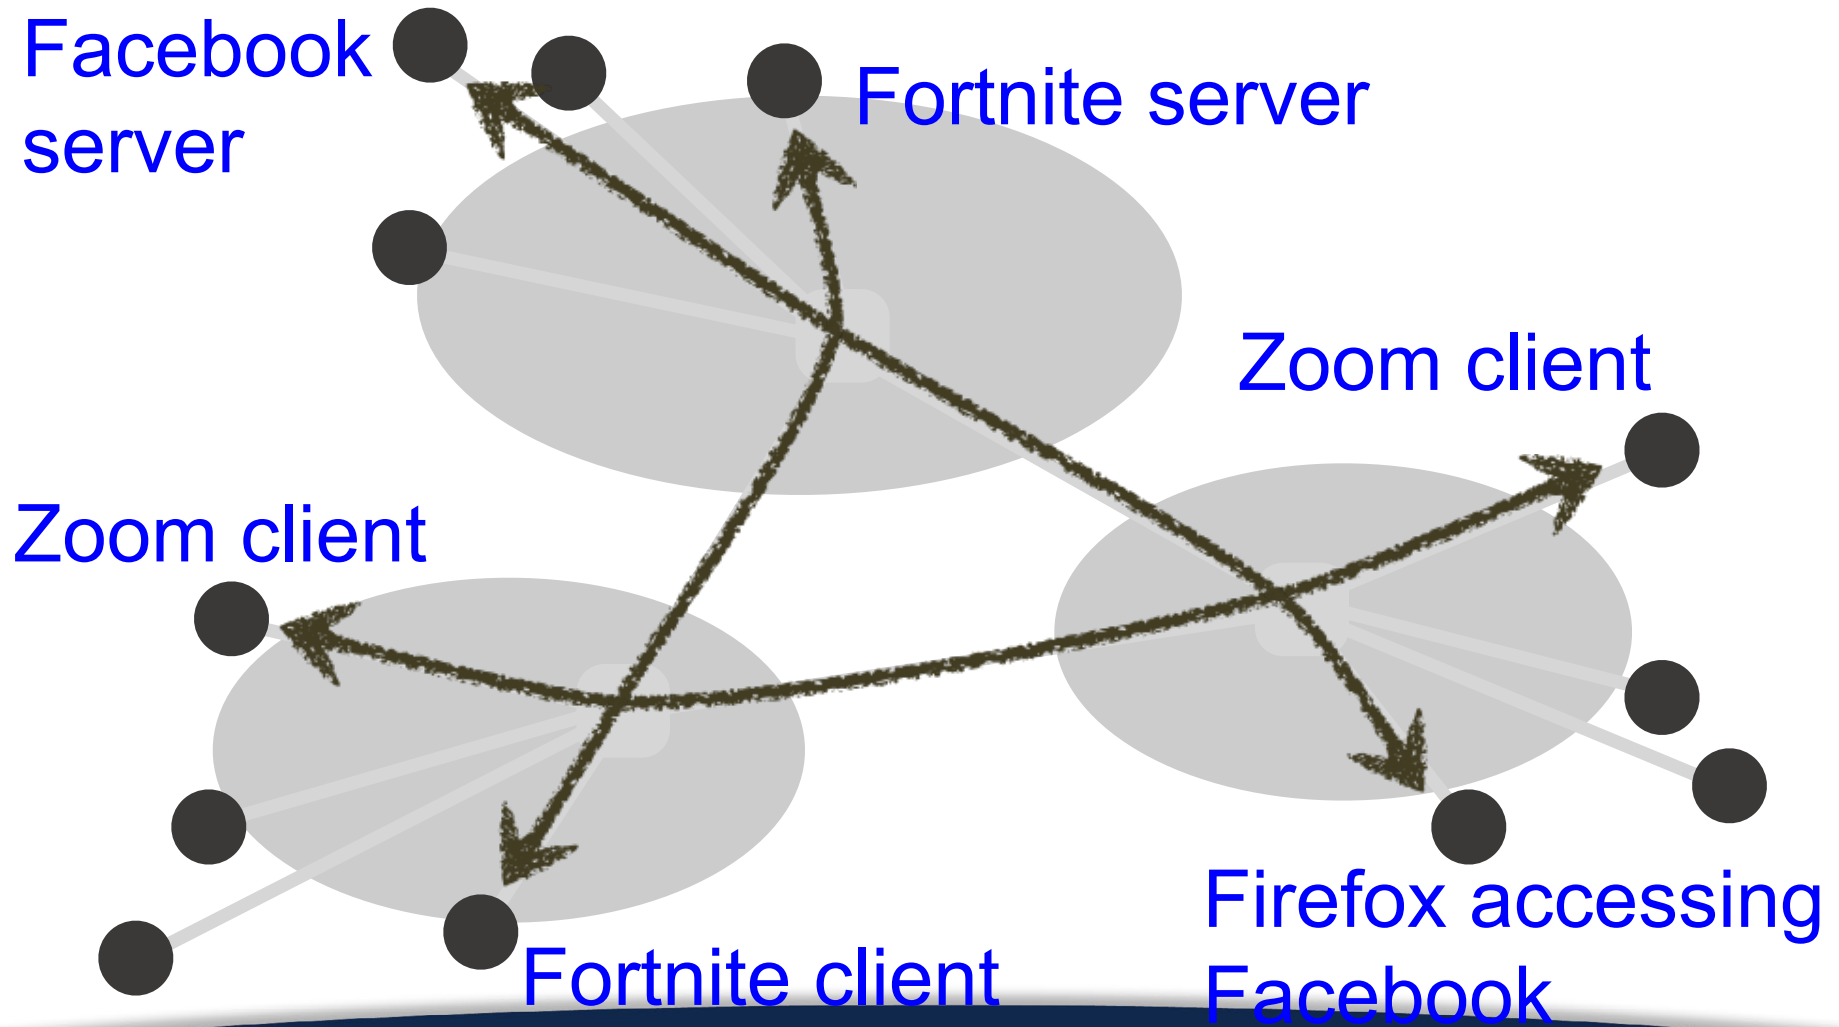 Facebook
server
Fortnite server
Zoom client
Zoom client
Fortnite client
Firefox accessing
Facebook